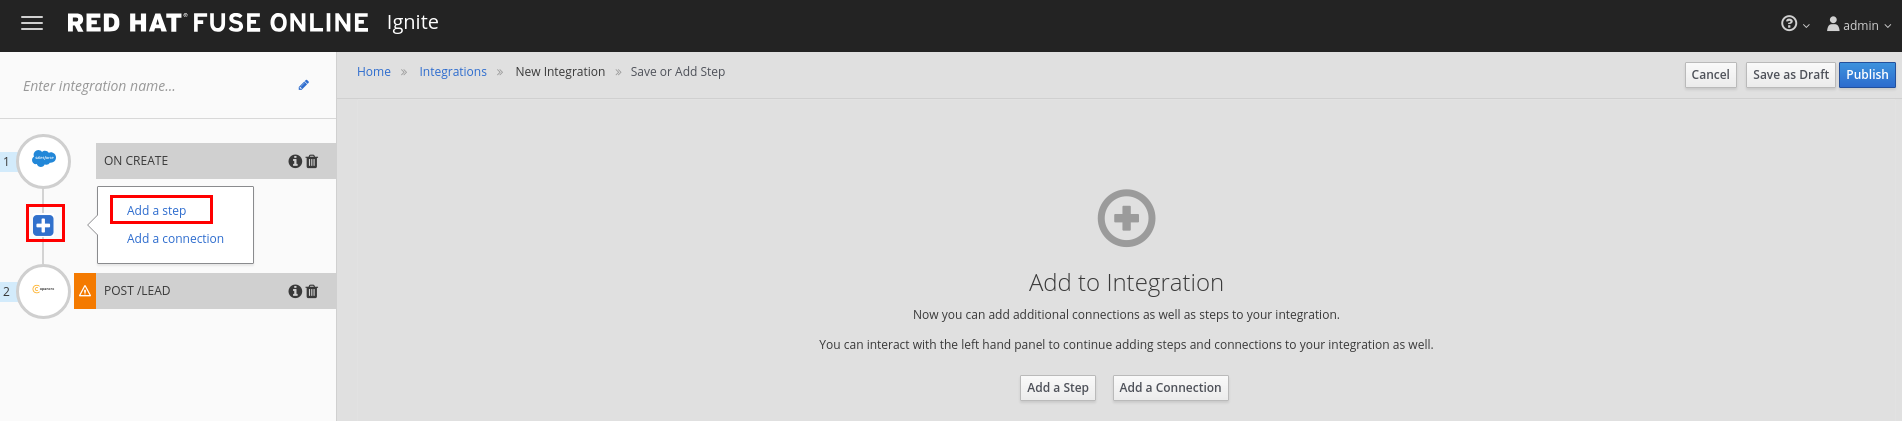 RED HAT® FUSE ONLINE Ignite
admin
Enter integration name...
Home » Integrations » New Integration » Save or Add Step
Cancel Save as Draft Publish
1 salesforce ON CREATE
Add a step
Add a connection
2 POST /LEAD
Add to Integration
Now you can add additional connections as well as steps to your integration.
You can interact with the left hand panel to continue adding steps and connections to your integration as well.
Add a Step Add a Connection